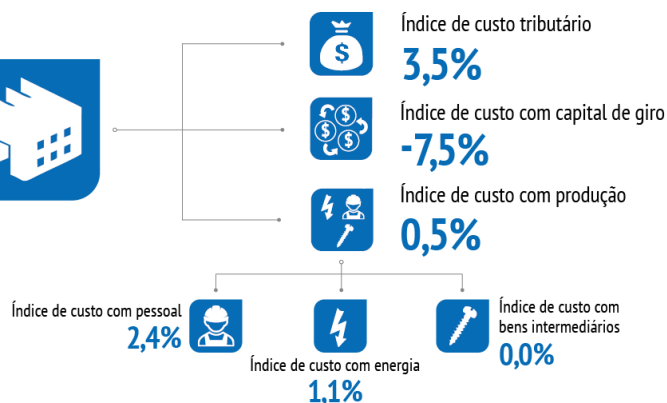 Índice de custo tributário
3,5%
Índice de custo com capital de giro
-7,5%
Índice de custo com produção
0,5%
Índice de custo com pessoal
2,4%
Índice de custo com energia
1,1%
Índice de custo com
bens intermediários
0,0%